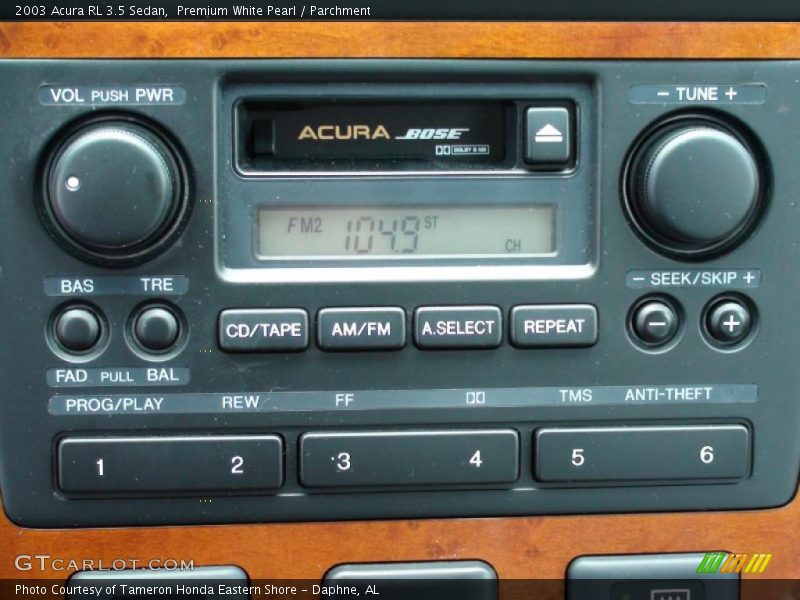 2003 Acura RL 3.5 Sedan,  Premium White Pearl / Parchment
VOL PUSH PWR
ACURA BOSE
DOLBY B NR
− TUNE +
FM2 104.9 ST
CH
BAS TRE
− SEEK/SKIP +
CD/TAPE AM/FM A.SELECT REPEAT
− +
FAD PULL BAL
PROG/PLAY REW FF TMS ANTI-THEFT
1 2 3 4 5 6
GTCARLOT.COM
Photo Courtesy of Tameron Honda Eastern Shore - Daphne, AL